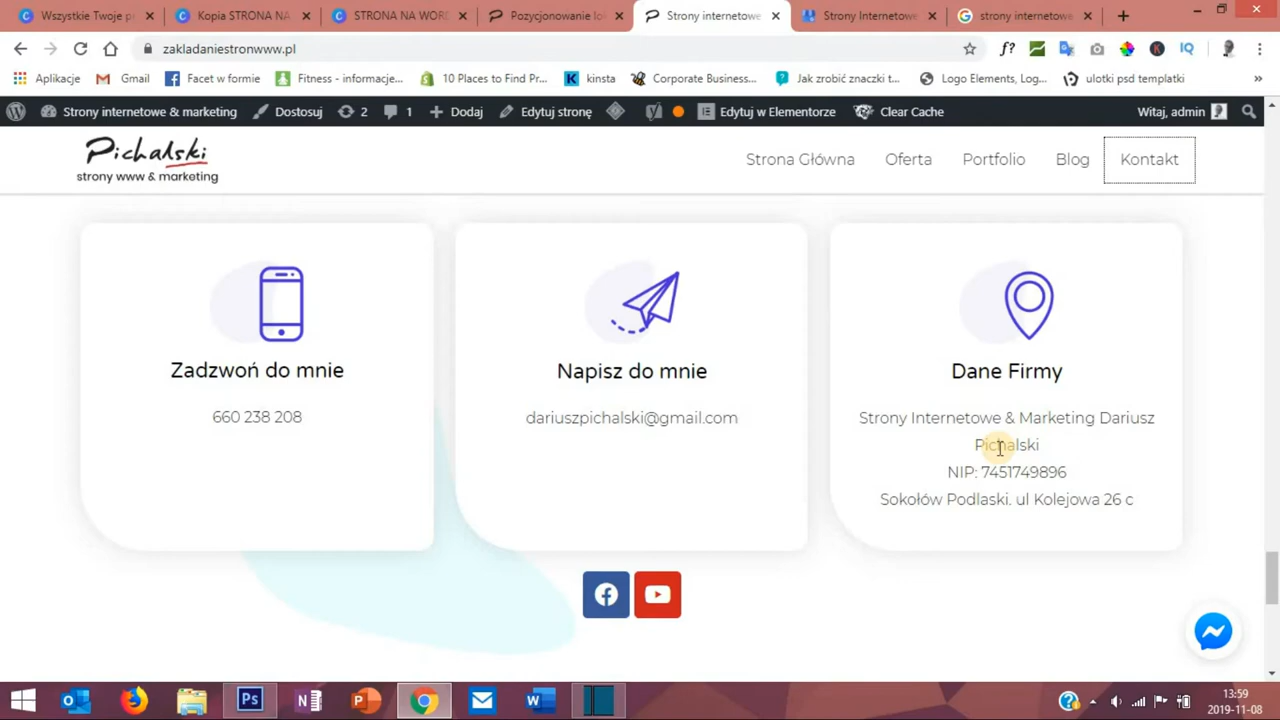 Wszystkie Twoje p
Kopia STRONA NA
STRONA NA WOR
Pozycjonowanie lo
Strony internetowe
Strony Internetowe
strony internetowe
zakladaniestronwww.pl
f?
IQ
Aplikacje
Gmail
Facet w formie
Fitness - informacje...
10 Places to Find Pr...
kinsta
Corporate Business...
Jak zrobić znaczki t...
Logo Elements, Log...
ulotki psd templatki
»
Strony internetowe & marketing
Dostosuj
2
1
Dodaj
Edytuj stronę
Edytuj w Elementorze
Clear Cache
Witaj, admin
Pichalski
strony www & marketing
Strona Główna
Oferta
Portfolio
Blog
Kontakt
Zadzwoń do mnie
660 238 208
Napisz do mnie
dariuszpichalski@gmail.com
Dane Firmy
Strony Internetowe & Marketing Dariusz
Pichalski
NIP: 7451749896
Sokołów Podlaski. ul Kolejowa 26 c
Ps
13:59
2019-11-08